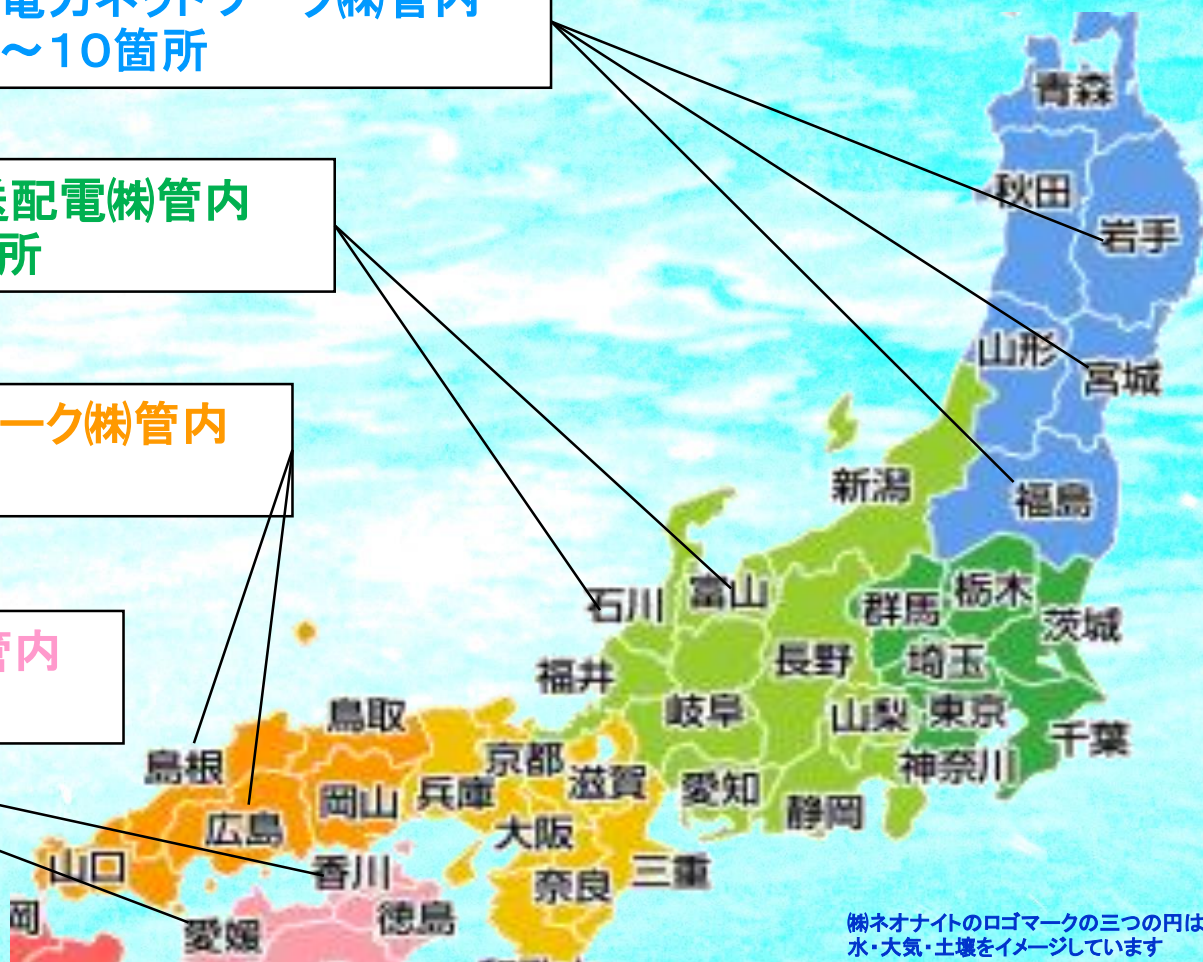 電力ネットワーク㈱管内
～10箇所
送配電㈱管内
所
ーク㈱管内
管内
青森
秋田
岩手
山形
宮城
新潟
福島
石川
富山
群馬
栃木
茨城
福井
長野
埼玉
鳥取
岐阜
山梨
東京
千葉
島根
京都
滋賀
神奈川
岡山
兵庫
愛知
静岡
広島
大阪
山口
香川
奈良
三重
岡
愛媛
徳島
㈱ネオナイトのロゴマークの三つの円は
水・大気・土壌をイメージしています